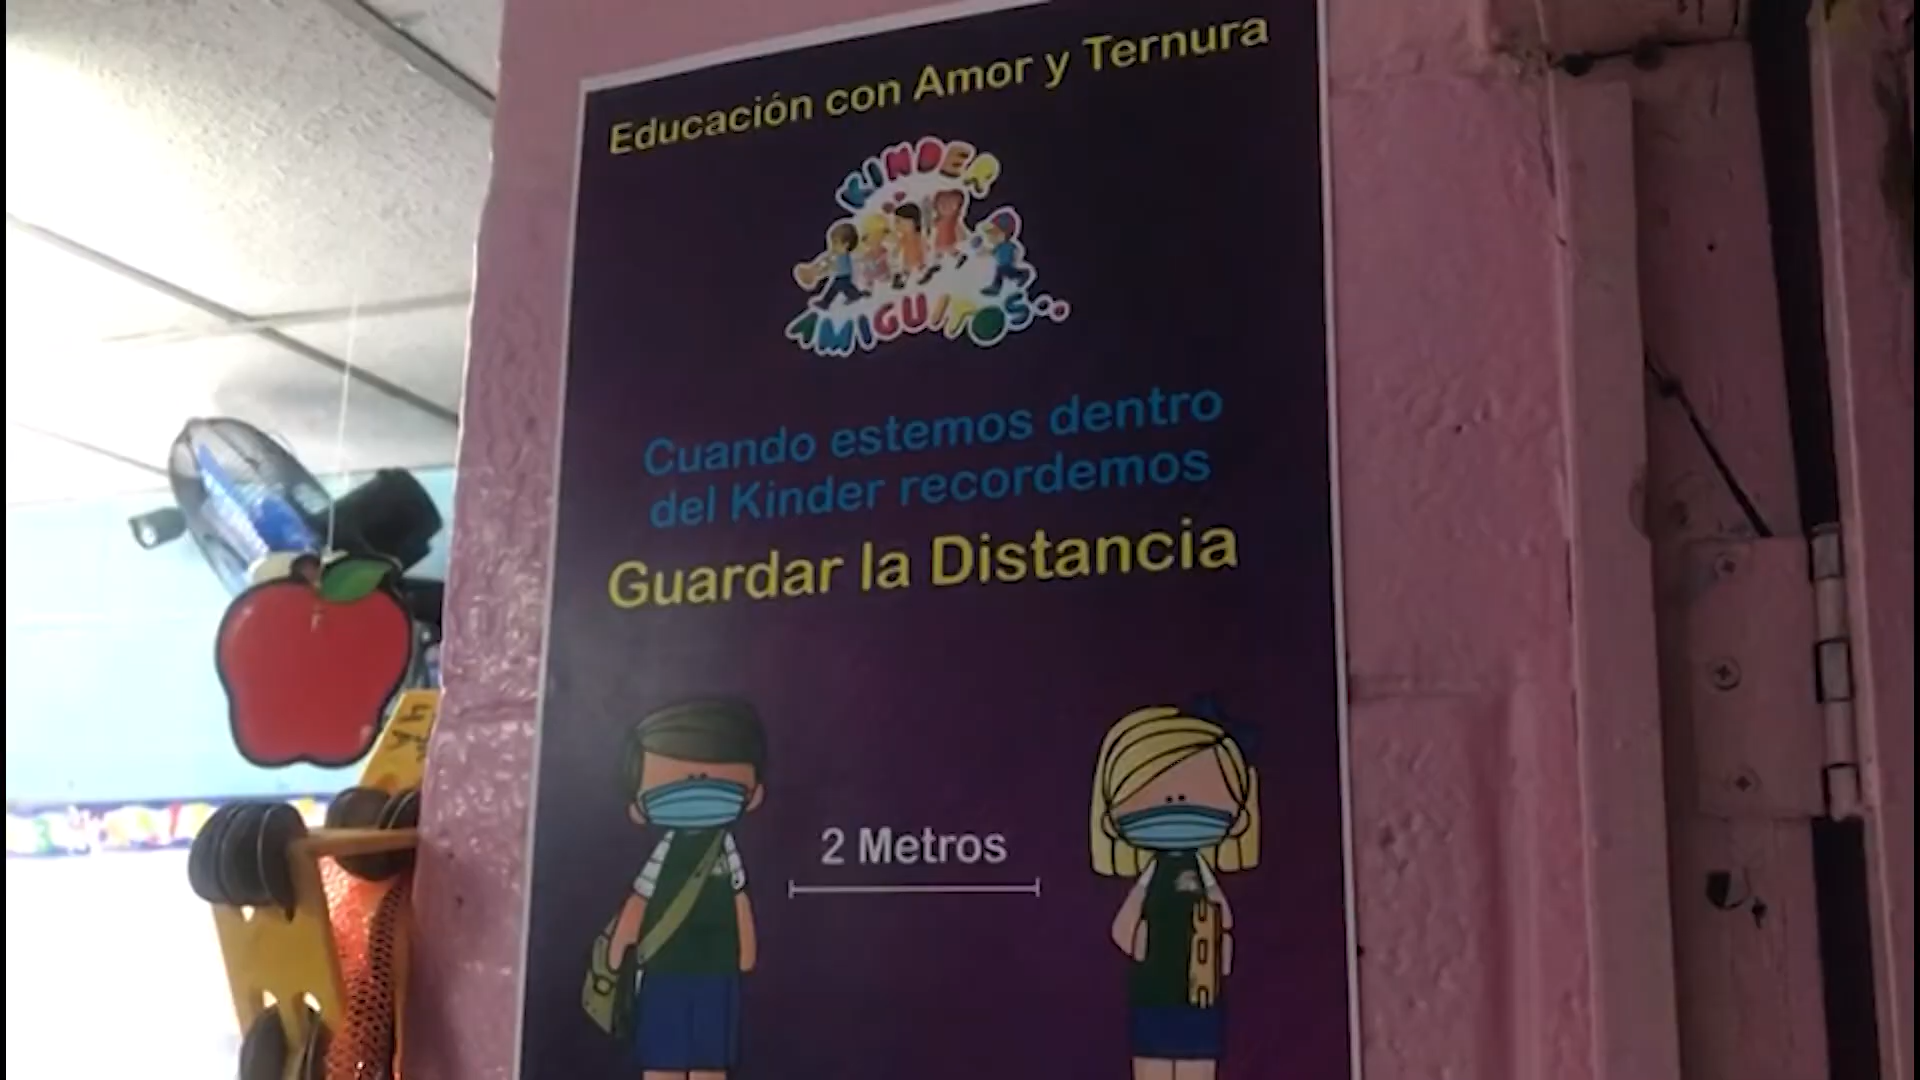 Educación con Amor y Ternura
KINDER
AMIGUITOS
Cuando estemos dentro
del Kinder recordemos
Guardar la Distancia
2 Metros